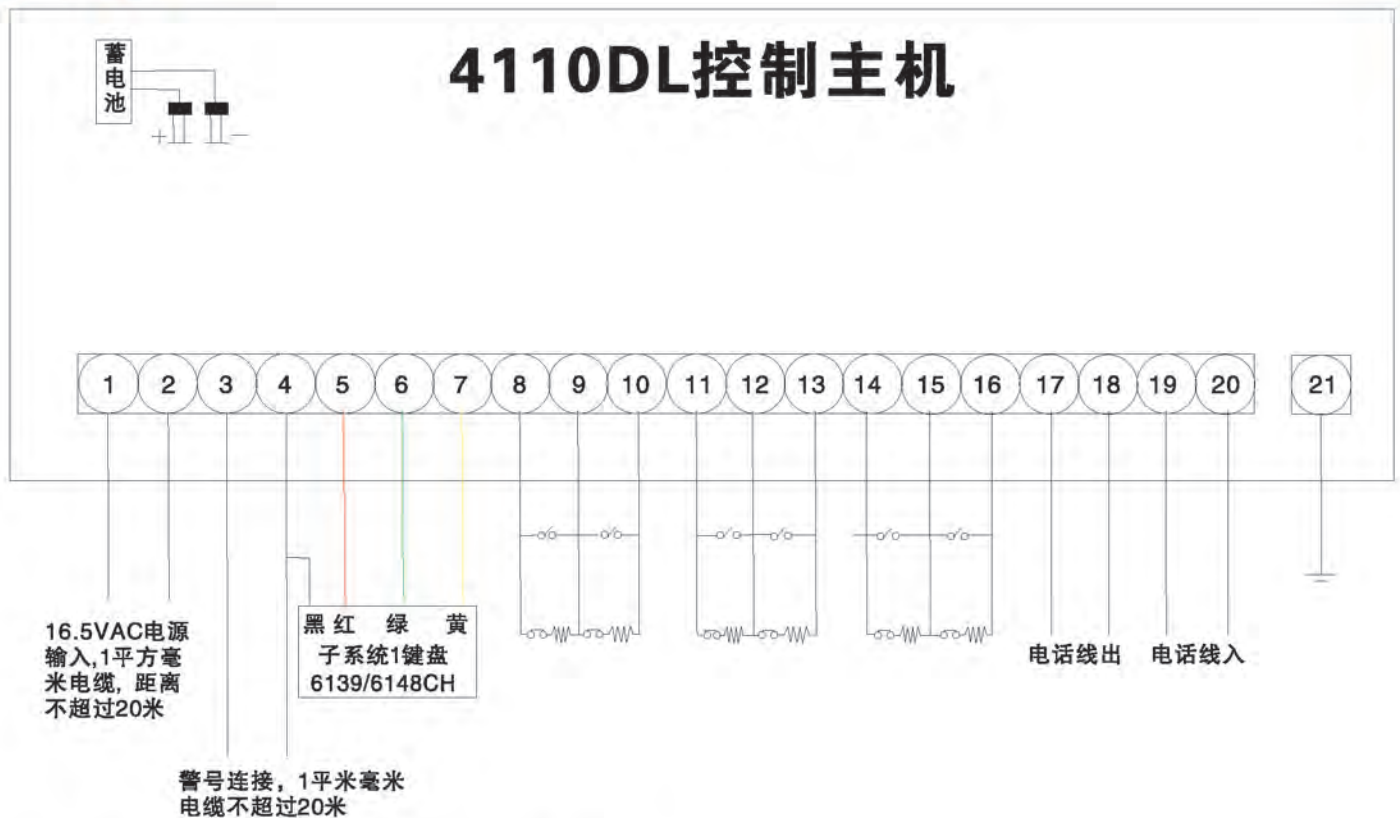 蓄电池
4110DL控制主机
+ −
1 2 3 4 5 6 7 8 9 10 11 12 13 14 15 16 17 18 19 20 21
16.5VAC电源
输入,1平方毫
米电缆, 距离
不超过20米
黑 红 绿 黄
子系统1键盘
6139/6148CH
电话线出 电话线入
警号连接，1平米毫米
电缆不超过20米